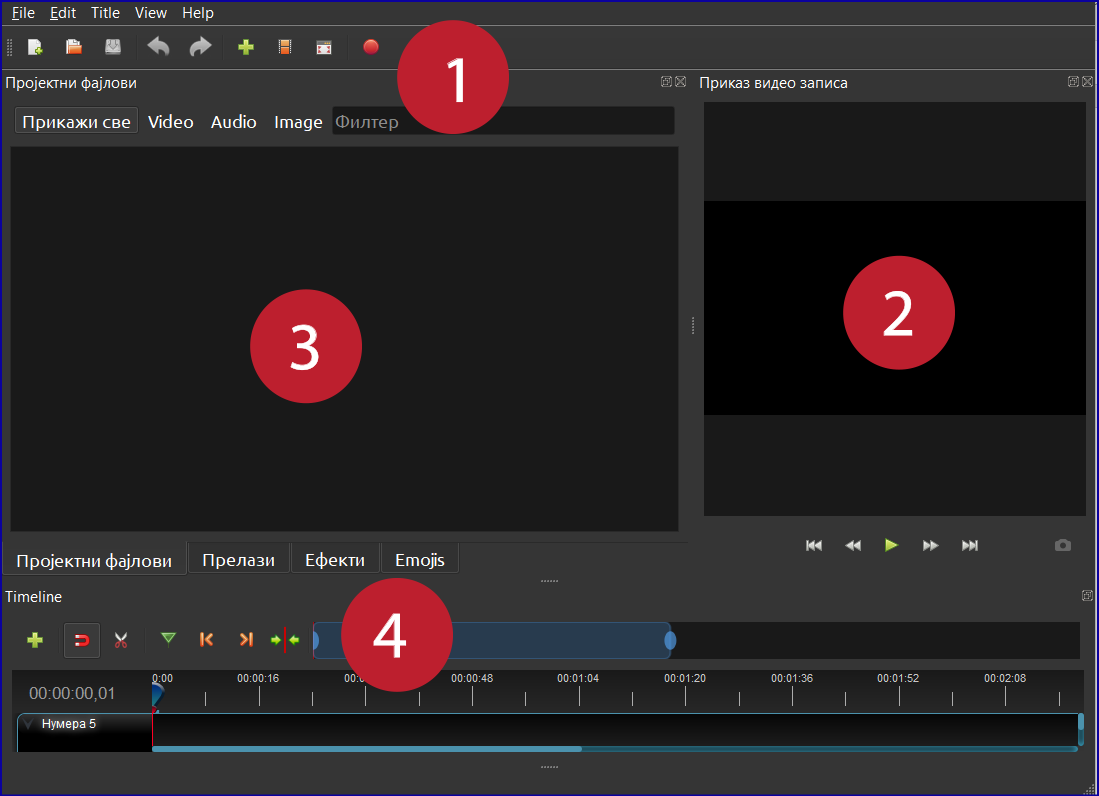 File Edit Title View Help
1
Пројектни фајлови
Приказ видео записа
Прикажи све Video Audio Image Филтер
3
2
Пројектни фајлови Прелази Ефекти Emojis
Timeline
4
0:00 00:00:16 00: 00:00:48 00:01:04 00:01:20 00:01:36 00:01:52 00:02:08
00:00:00,01
Нумера 5